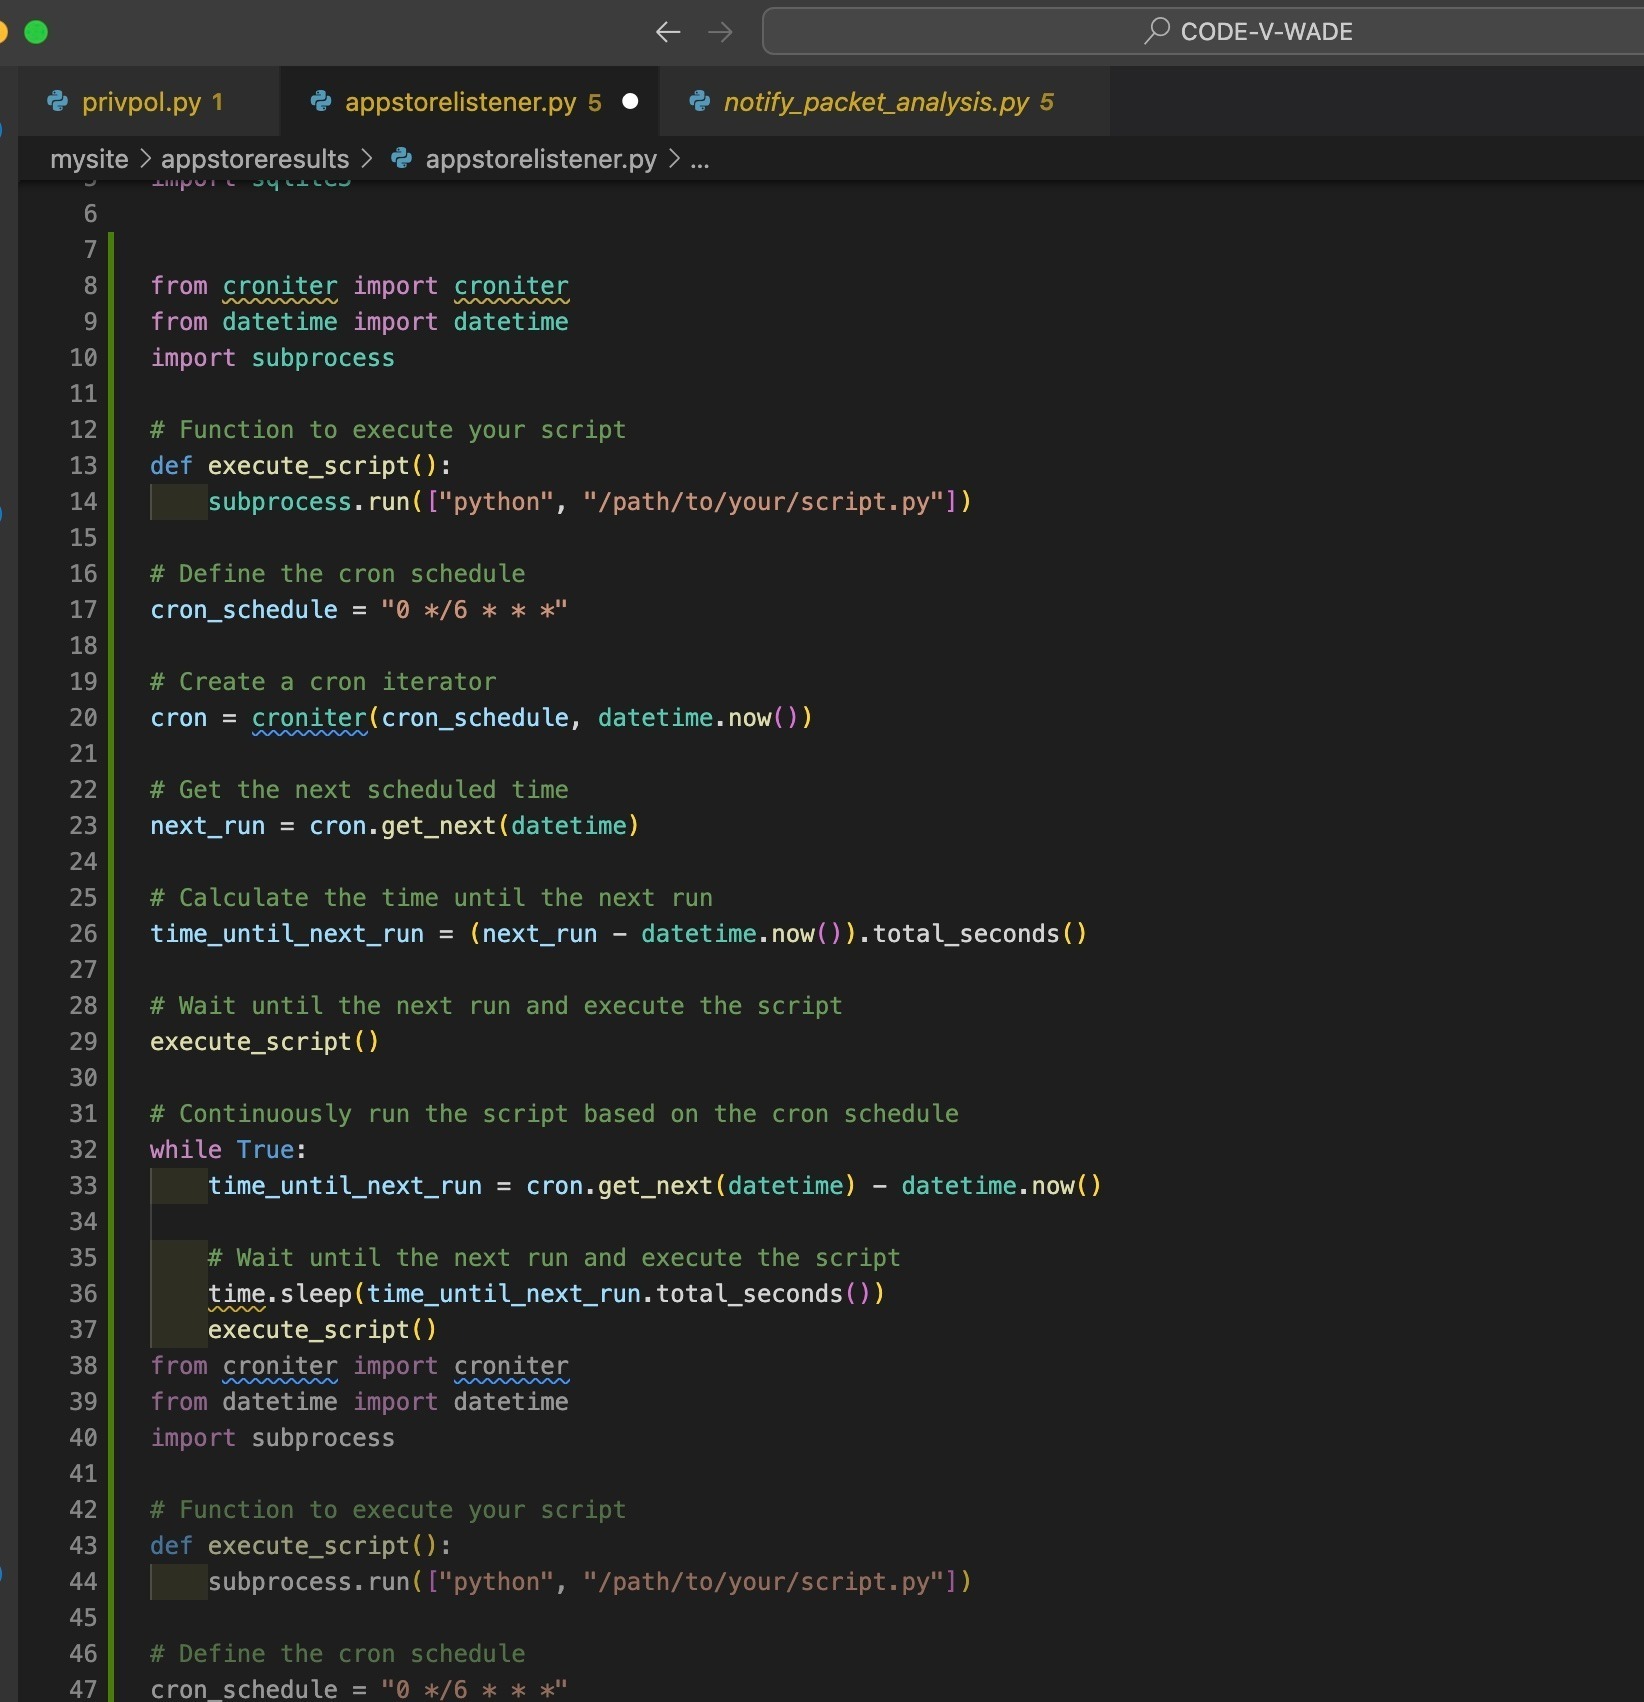 CODE-V-WADE
privpol.py 1
appstorelistener.py 5
notify_packet_analysis.py 5
mysite > appstoreresults > appstorelistener.py > ...
5 import sqlite3
6
7
8 from croniter import croniter
9 from datetime import datetime
10 import subprocess
11
12 # Function to execute your script
13 def execute_script():
14     subprocess.run(["python", "/path/to/your/script.py"])
15
16 # Define the cron schedule
17 cron_schedule = "0 */6 * * *"
18
19 # Create a cron iterator
20 cron = croniter(cron_schedule, datetime.now())
21
22 # Get the next scheduled time
23 next_run = cron.get_next(datetime)
24
25 # Calculate the time until the next run
26 time_until_next_run = (next_run - datetime.now()).total_seconds()
27
28 # Wait until the next run and execute the script
29 execute_script()
30
31 # Continuously run the script based on the cron schedule
32 while True:
33     time_until_next_run = cron.get_next(datetime) - datetime.now()
34
35     # Wait until the next run and execute the script
36     time.sleep(time_until_next_run.total_seconds())
37     execute_script()
38 from croniter import croniter
39 from datetime import datetime
40 import subprocess
41
42 # Function to execute your script
43 def execute_script():
44     subprocess.run(["python", "/path/to/your/script.py"])
45
46 # Define the cron schedule
47 cron_schedule = "0 */6 * * *"